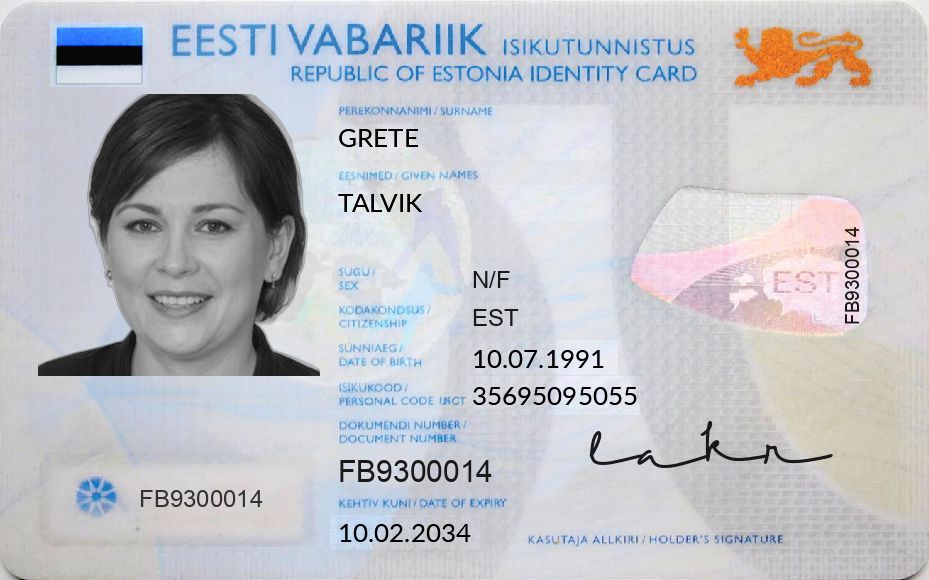 EESTI VABARIIK ISIKUTUNNISTUS
REPUBLIC OF ESTONIA IDENTITY CARD
PEREKONNANIMI / SURNAME
GRETE
EESNIMED / GIVEN NAMES
TALVIK
SUGU /
SEX
N/F
KODAKONDSUS /
CITIZENSHIP
EST
SÜNNIAEG /
DATE OF BIRTH
10.07.1991
ISIKUKOOD /
PERSONAL CODE
35695095055
DOKUMENDI NUMBER /
DOCUMENT NUMBER
FB9300014
KEHTIV KUNI / DATE OF EXPIRY
10.02.2034
FB9300014
EST
FB9300014
KASUTAJA ALLKIRI / HOLDER'S SIGNATURE